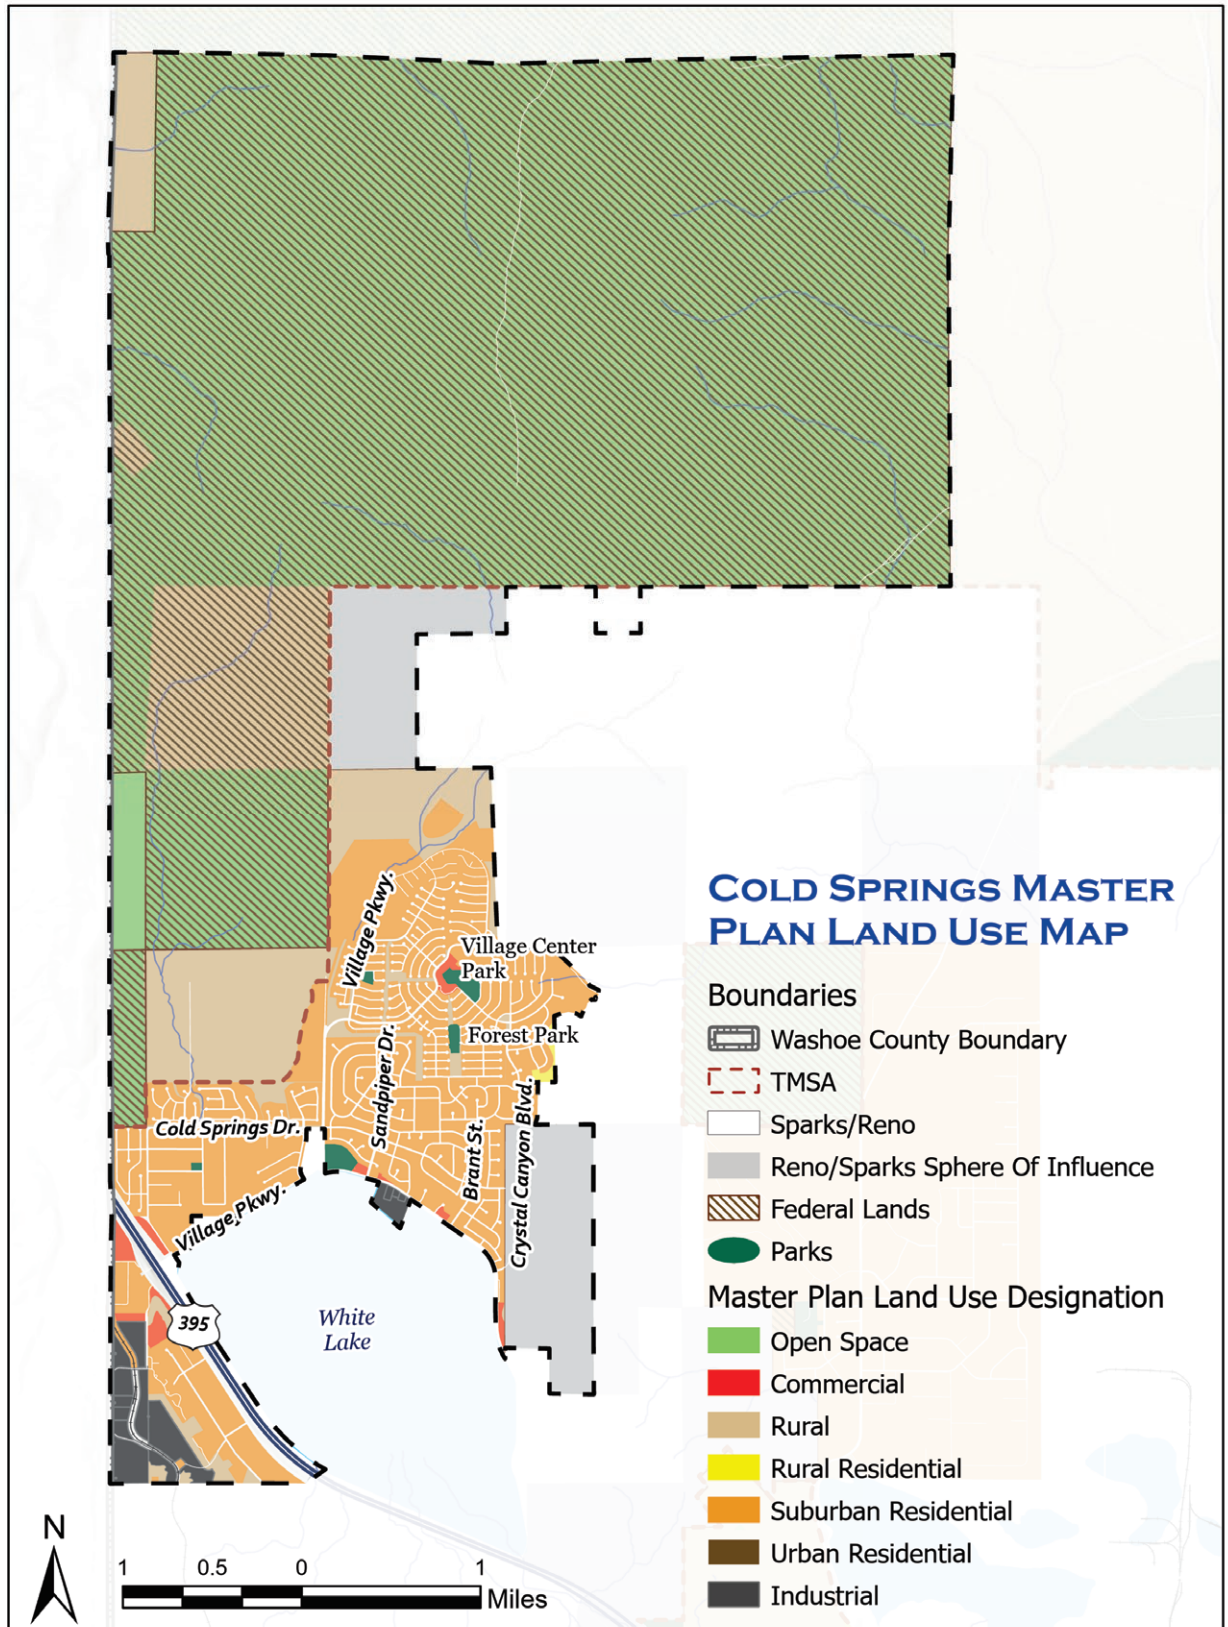 Village Pkwy.
Village Center
Park
Forest Park
Sandpiper Dr.
Cold Springs Dr.
Brant St.
Crystal Canyon Blvd.
Village Pkwy.
395
White
Lake
COLD SPRINGS MASTER
PLAN LAND USE MAP
Boundaries
Washoe County Boundary
TMSA
Sparks/Reno
Reno/Sparks Sphere Of Influence
Federal Lands
Parks
Master Plan Land Use Designation
Open Space
Commercial
Rural
Rural Residential
Suburban Residential
Urban Residential
Industrial
N
1 0.5 0 1
Miles